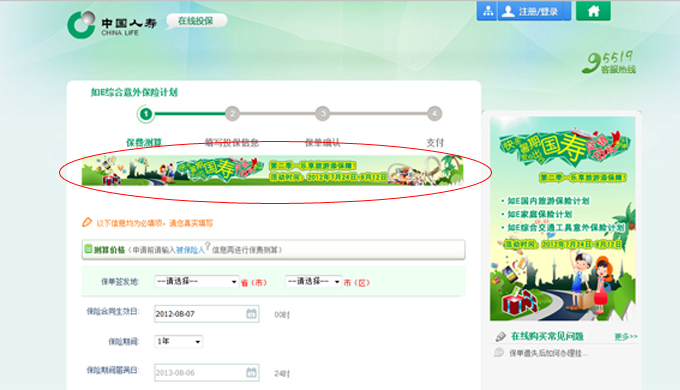 中国人寿
CHINA LIFE
在线投保
注册/登录
95519
客服热线
如E综合意外保险计划
1 2 3 4
保费测算 填写投保信息 保单确认 支付
国寿
第二季—乐享旅游添保障!
活动时间：2012年7月24日-8月12日
以下信息均为必填项，请您真实填写
测算价格（申请前请输入被保险人?信息再进行保费测算）
保单签发地: --请选择-- 省（市） --请选择-- 市（区）
保险合同生效日: 2012-08-07 00时
保险期间: 1年
保险期间届满日: 2013-08-06 24时
快乐暑期
国寿
第二季—乐享旅游添保障!
·如E国内旅游保险计划
·如E家庭保险计划
·如E综合交通工具意外保险计划
活动时间：2012年7月24日-8月12日
在线购买常见问题 更多>>
保单遗失后如何办理挂...